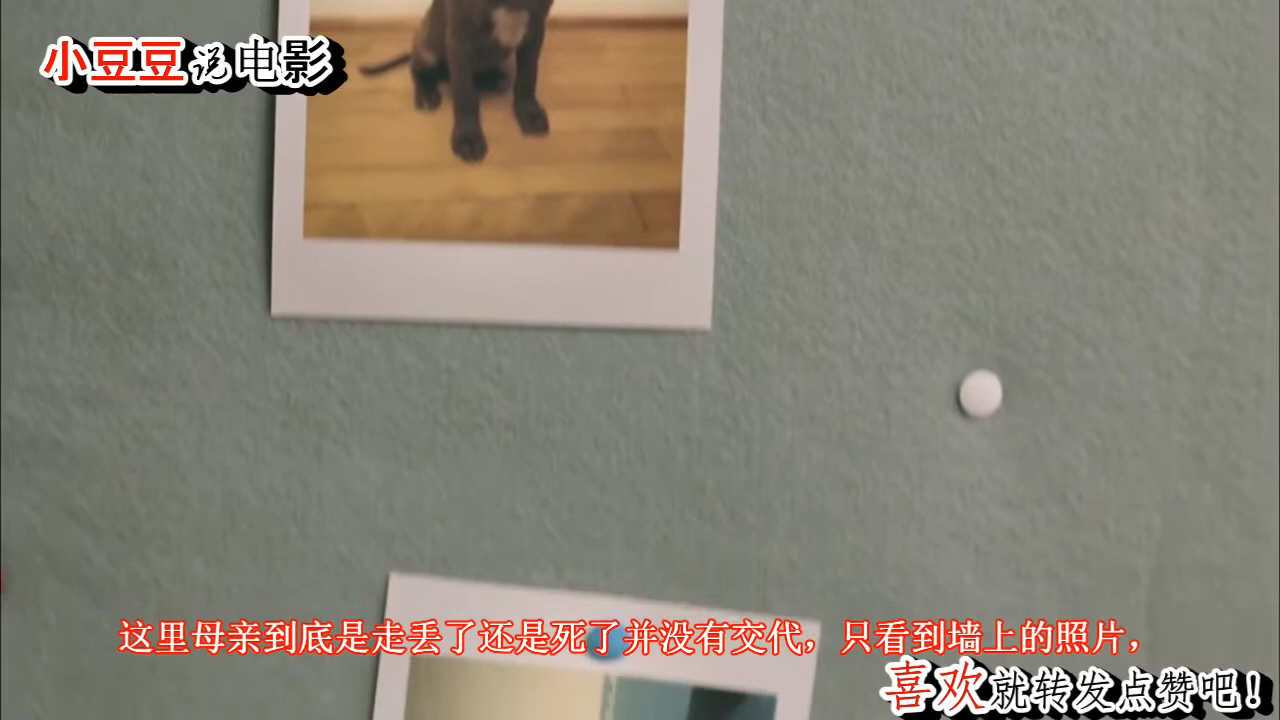 小豆豆说电影
这里母亲到底是走丢了还是死了并没有交代，只看到墙上的照片，
喜欢就转发点赞吧！